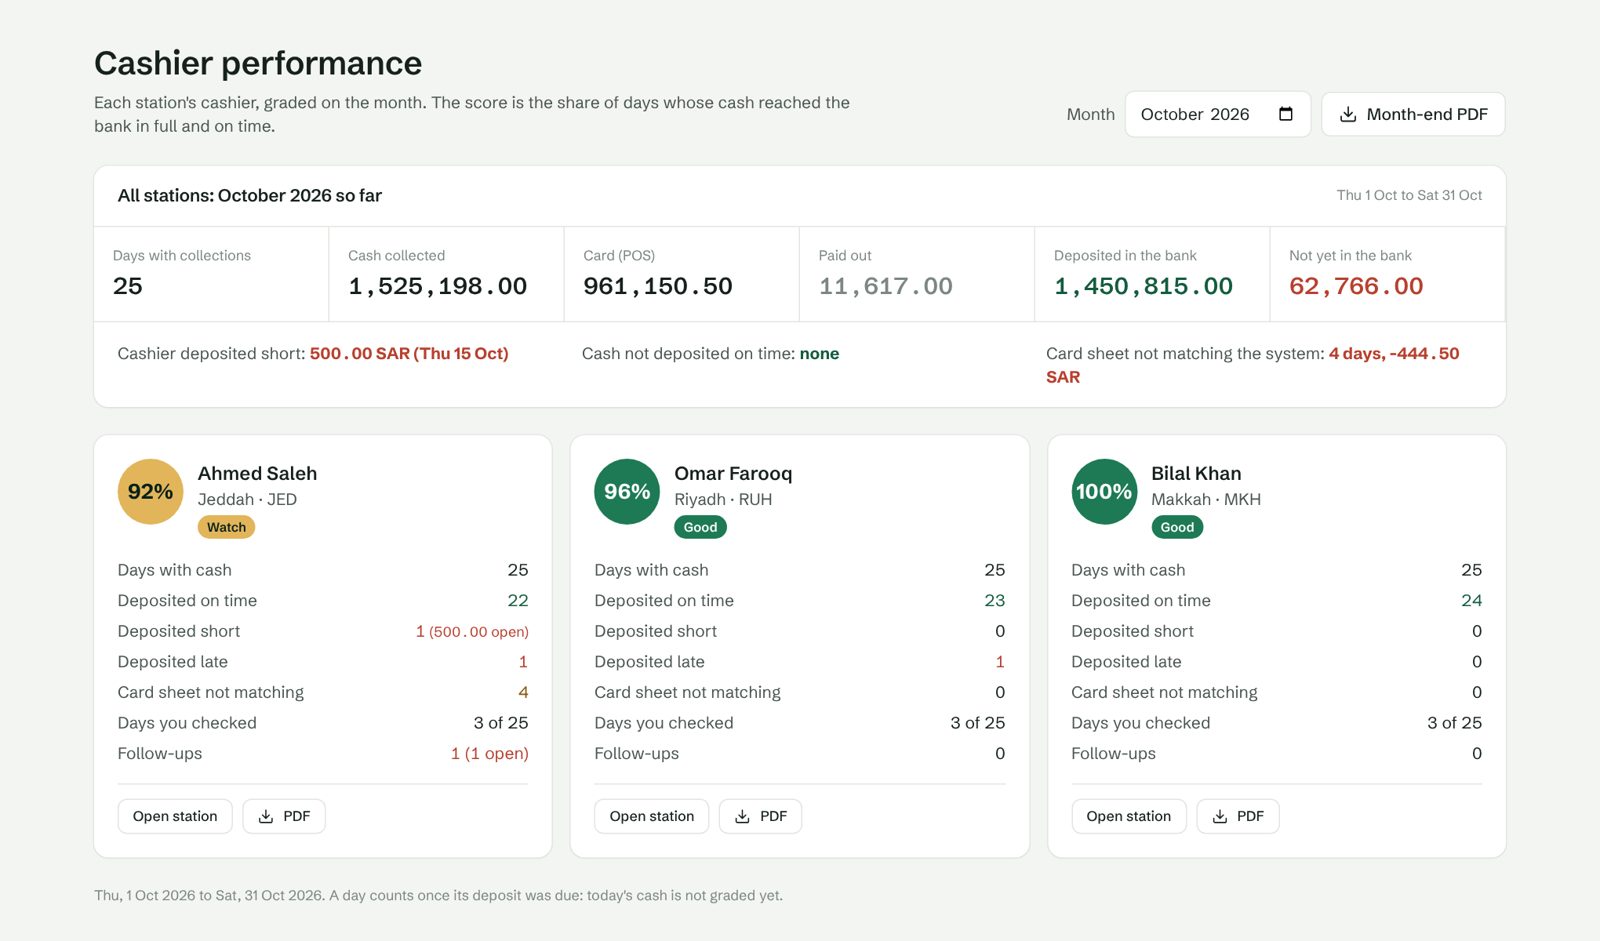 Cashier performance
Each station's cashier, graded on the month. The score is the share of days whose cash reached the
bank in full and on time.
Month
October 2026
Month-end PDF
All stations: October 2026 so far
Thu 1 Oct to Sat 31 Oct
Days with collections
25
Cash collected
1,525,198.00
Card (POS)
961,150.50
Paid out
11,617.00
Deposited in the bank
1,450,815.00
Not yet in the bank
62,766.00
Cashier deposited short: 500.00 SAR (Thu 15 Oct)
Cash not deposited on time: none
Card sheet not matching the system: 4 days, -444.50
SAR
92%
Ahmed Saleh
Jeddah · JED
Watch
Days with cash 25
Deposited on time 22
Deposited short 1 (500.00 open)
Deposited late 1
Card sheet not matching 4
Days you checked 3 of 25
Follow-ups 1 (1 open)
Open station
PDF
96%
Omar Farooq
Riyadh · RUH
Good
Days with cash 25
Deposited on time 23
Deposited short 0
Deposited late 1
Card sheet not matching 0
Days you checked 3 of 25
Follow-ups 0
Open station
PDF
100%
Bilal Khan
Makkah · MKH
Good
Days with cash 25
Deposited on time 24
Deposited short 0
Deposited late 0
Card sheet not matching 0
Days you checked 3 of 25
Follow-ups 0
Open station
PDF
Thu, 1 Oct 2026 to Sat, 31 Oct 2026. A day counts once its deposit was due: today's cash is not graded yet.